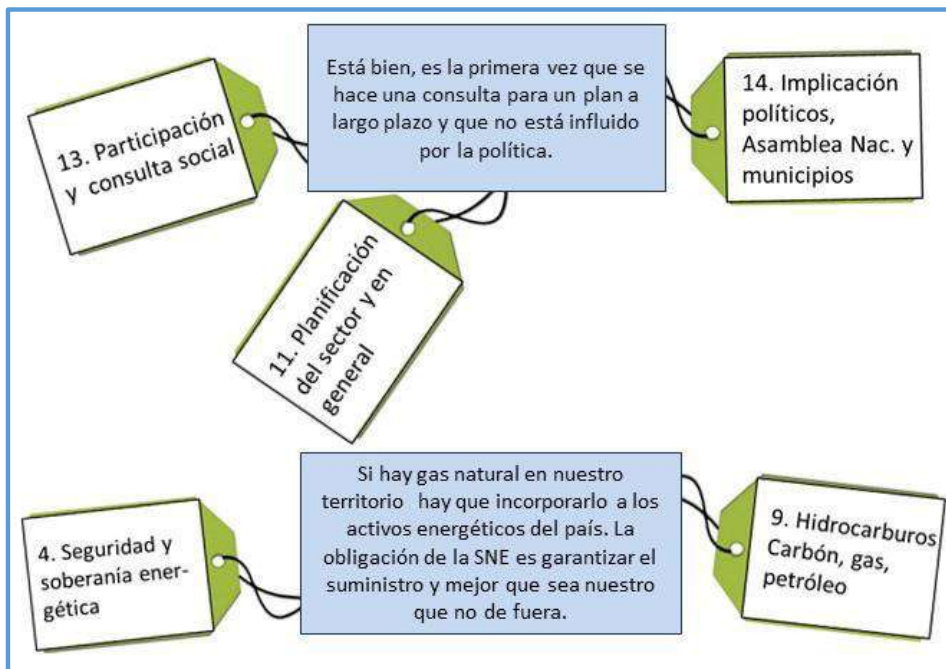 Está bien, es la primera vez que se
hace una consulta para un plan a
largo plazo y que no está influido
por la política.
13. Participación
y consulta social
14. Implicación
políticos,
Asamblea Nac. y
municipios
11. Planificación
del sector y en
general
Si hay gas natural en nuestro
territorio hay que incorporarlo a los
activos energéticos del país. La
obligación de la SNE es garantizar el
suministro y mejor que sea nuestro
que no de fuera.
4. Seguridad y
soberanía ener-
gética
9. Hidrocarburos
Carbón, gas,
petróleo